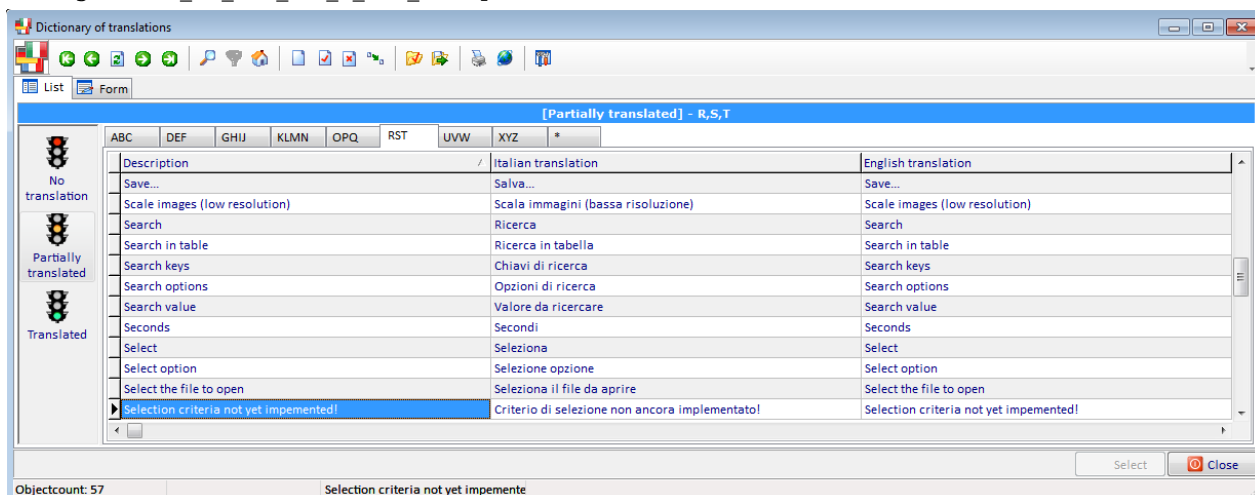 Dictionary of translations
List Form
[Partially translated] - R,S,T
ABC DEF GHIJ KLMN OPQ RST UVW XYZ *
No translation
Partially translated
Translated
Description Italian translation English translation
Save... Salva... Save...
Scale images (low resolution) Scala immagini (bassa risoluzione) Scale images (low resolution)
Search Ricerca Search
Search in table Ricerca in tabella Search in table
Search keys Chiavi di ricerca Search keys
Search options Opzioni di ricerca Search options
Search value Valore da ricercare Search value
Seconds Secondi Seconds
Select Seleziona Select
Select option Selezione opzione Select option
Select the file to open Seleziona il file da aprire Select the file to open
Selection criteria not yet impemented! Criterio di selezione non ancora implementato! Selection criteria not yet impemented!
Select Close
Objectcount: 57 Selection criteria not yet impemente